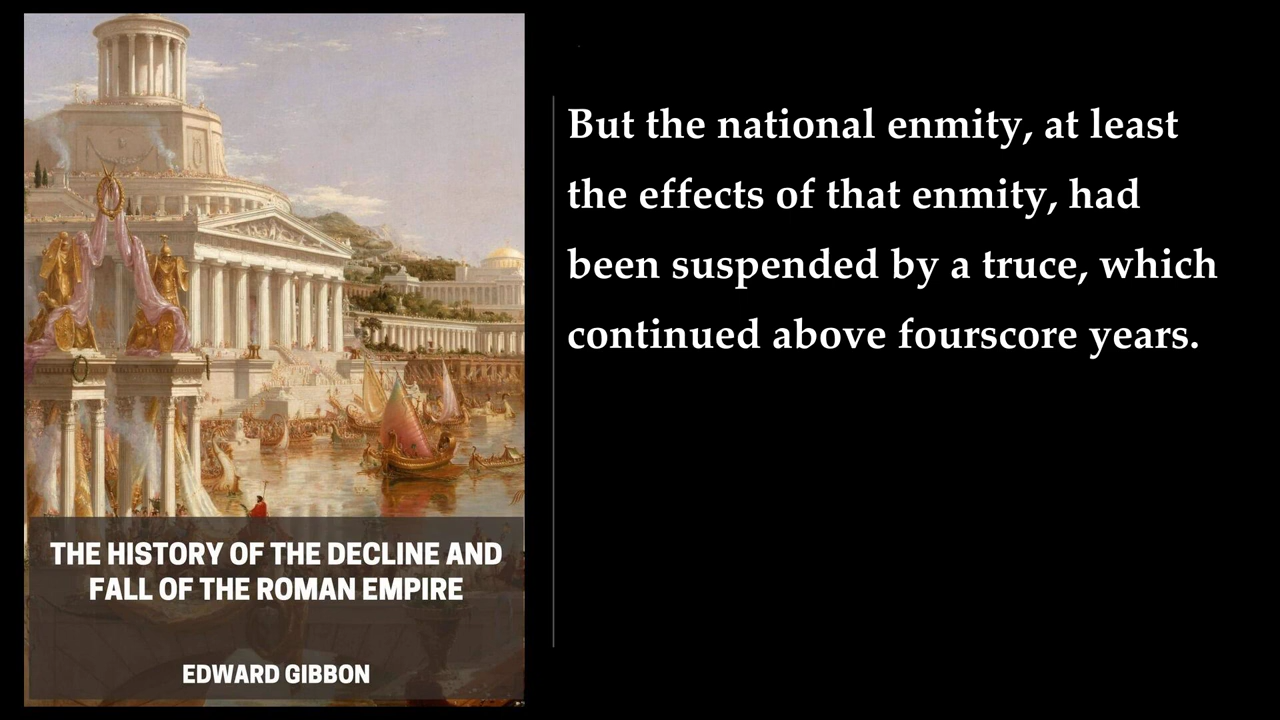 THE HISTORY OF THE DECLINE AND
FALL OF THE ROMAN EMPIRE
EDWARD GIBBON
But the national enmity, at least
the effects of that enmity, had
been suspended by a truce, which
continued above fourscore years.